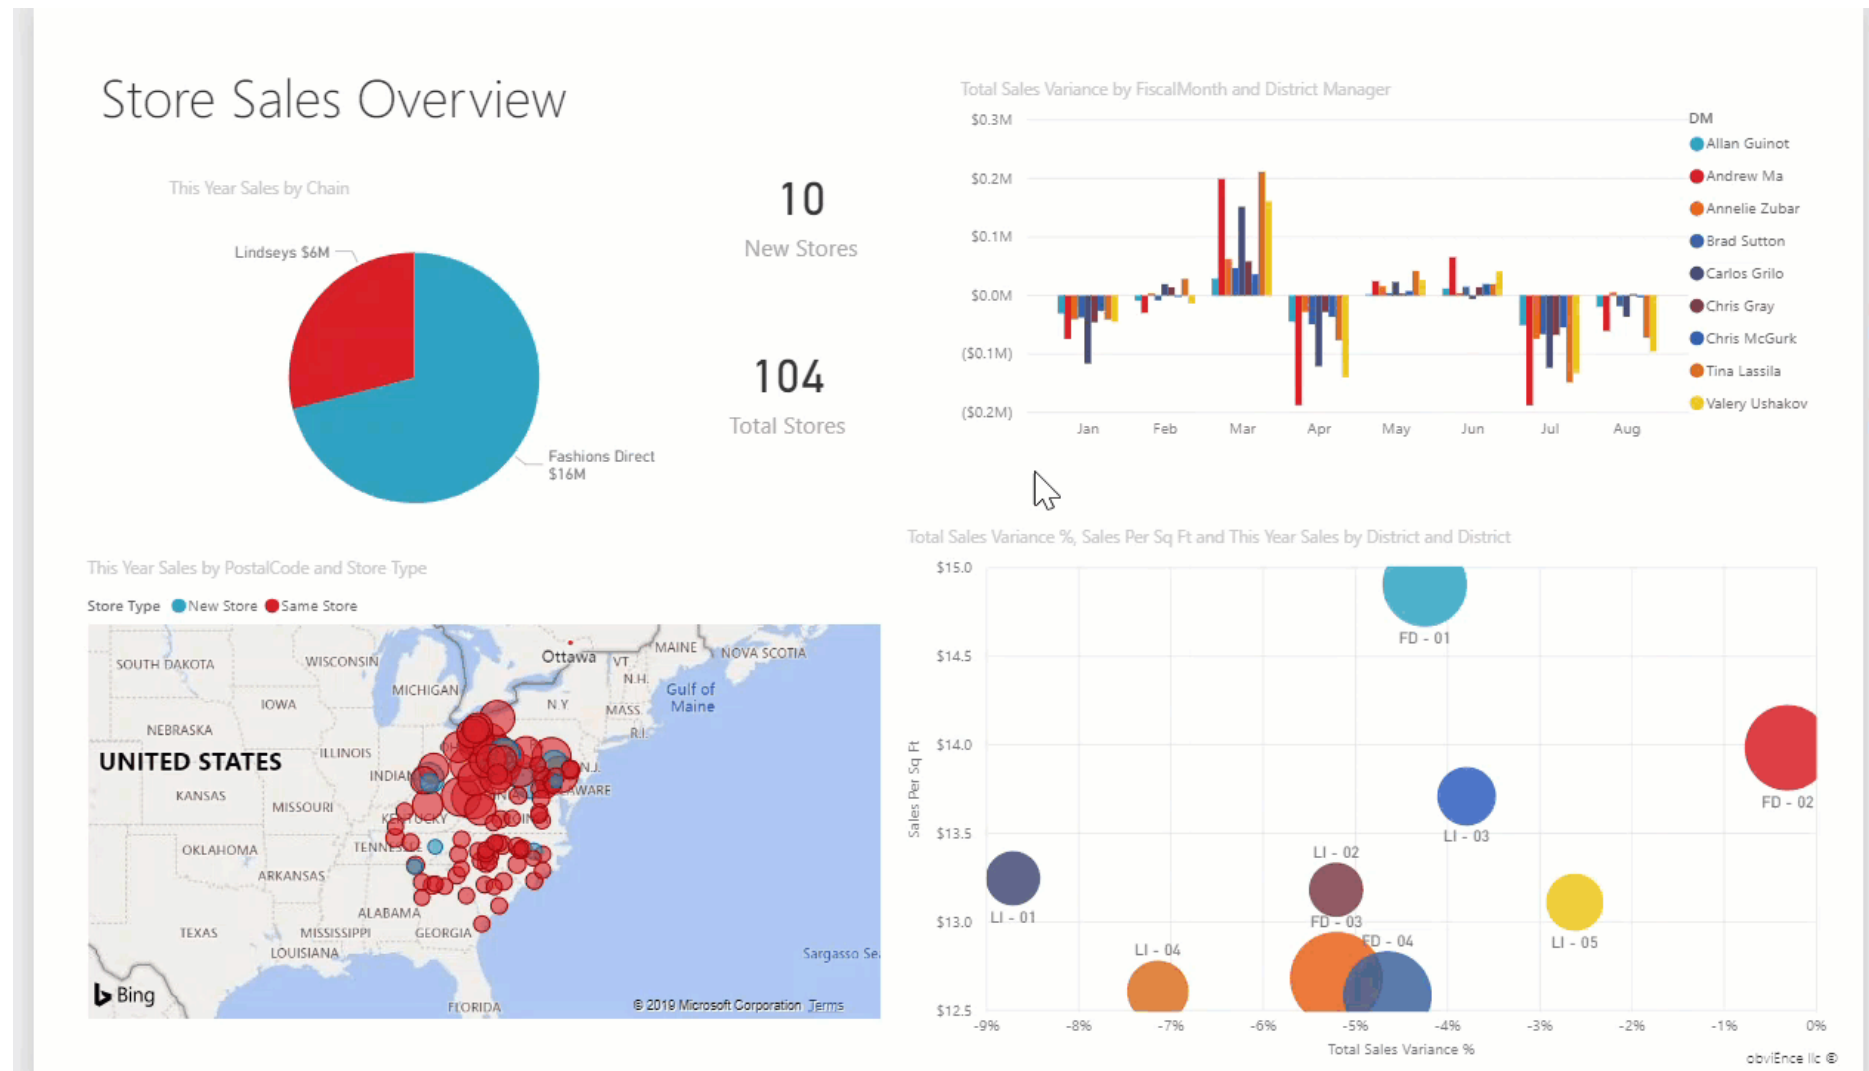 Store Sales Overview
This Year Sales by Chain
Lindseys $6M
Fashions Direct
$16M
10
New Stores
104
Total Stores
Total Sales Variance by FiscalMonth and District Manager
$0.3M
$0.2M
$0.1M
$0.0M
($0.1M)
($0.2M)
Jan Feb Mar Apr May Jun Jul Aug
DM
Allan Guinot
Andrew Ma
Annelie Zubar
Brad Sutton
Carlos Grilo
Chris Gray
Chris McGurk
Tina Lassila
Valery Ushakov
This Year Sales by PostalCode and Store Type
Store Type New Store Same Store
SOUTH DAKOTA
WISCONSIN
Ottawa
VT
MAINE
NOVA SCOTIA
N.H.
MICHIGAN
Gulf of
Maine
IOWA
N Y
MASS.
NEBRASKA
R.I.
ILLINOIS
UNITED STATES
N.J.
KANSAS
MISSOURI
KENTUCKY
OKLAHOMA
ARKANSAS
ALABAMA
TEXAS
MISSISSIPPI
GEORGIA
LOUISIANA
Sargasso Se
Bing
FLORIDA
© 2019 Microsoft Corporation Terms
Total Sales Variance %, Sales Per Sq Ft and This Year Sales by District and District
Sales Per Sq Ft
$15.0
$14.5
$14.0
$13.5
$13.0
$12.5
FD - 01
FD - 02
LI - 03
LI - 02
LI - 01
FD - 03
FD - 04
LI - 05
LI - 04
-9% -8% -7% -6% -5% -4% -3% -2% -1% 0%
Total Sales Variance %
obviEnce llc ©